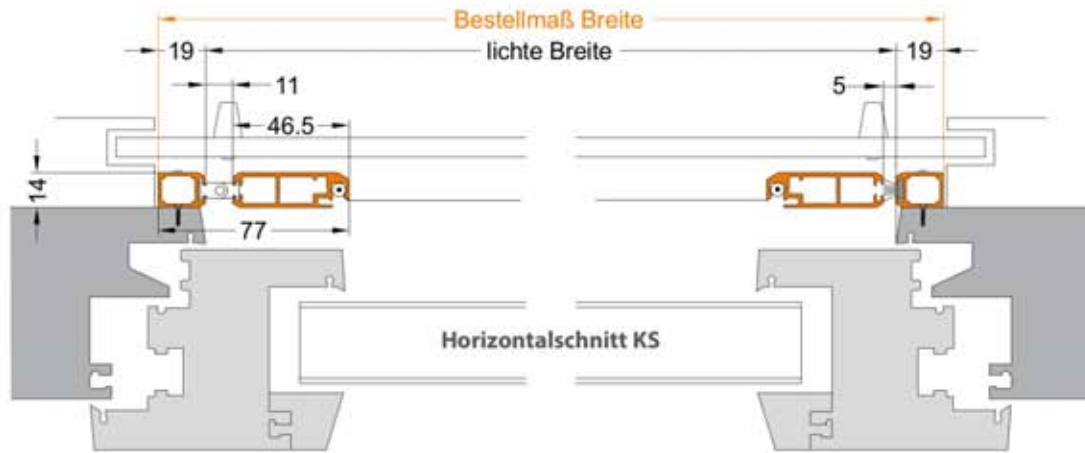 Bestellmaß Breite
19
lichte Breite
19
11
5
46.5
14
77
Horizontalschnitt KS